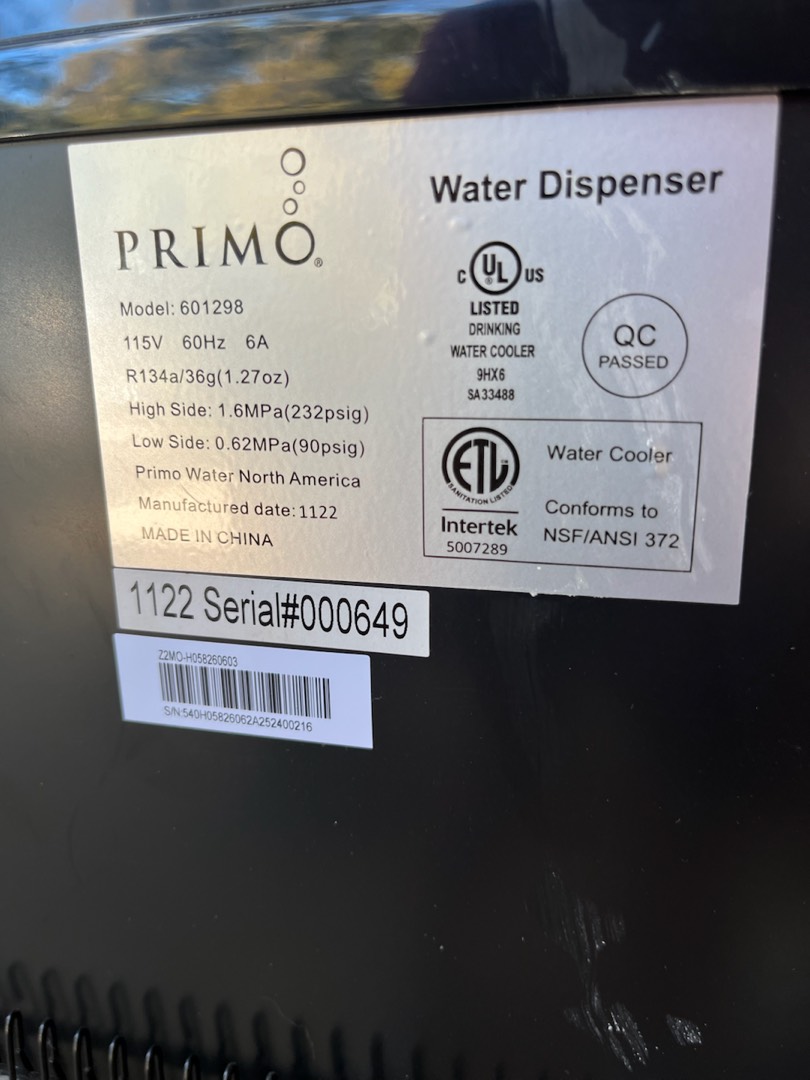 PRIMO®
Model: 601298
115V 60Hz 6A
R134a/36g(1.27oz)
High Side: 1.6MPa(232psig)
Low Side: 0.62MPa(90psig)
Primo Water North America
Manufactured date:1122
MADE IN CHINA
Water Dispenser
C UL US
LISTED
DRINKING
WATER COOLER
9HX6
SA33488
QC
PASSED
ETL
SANITATION LISTED
Intertek
5007289
Water Cooler
Conforms to
NSF/ANSI 372
1122 Serial#000649
Z2MO-H058260603
S/N:540H05826062A252400216